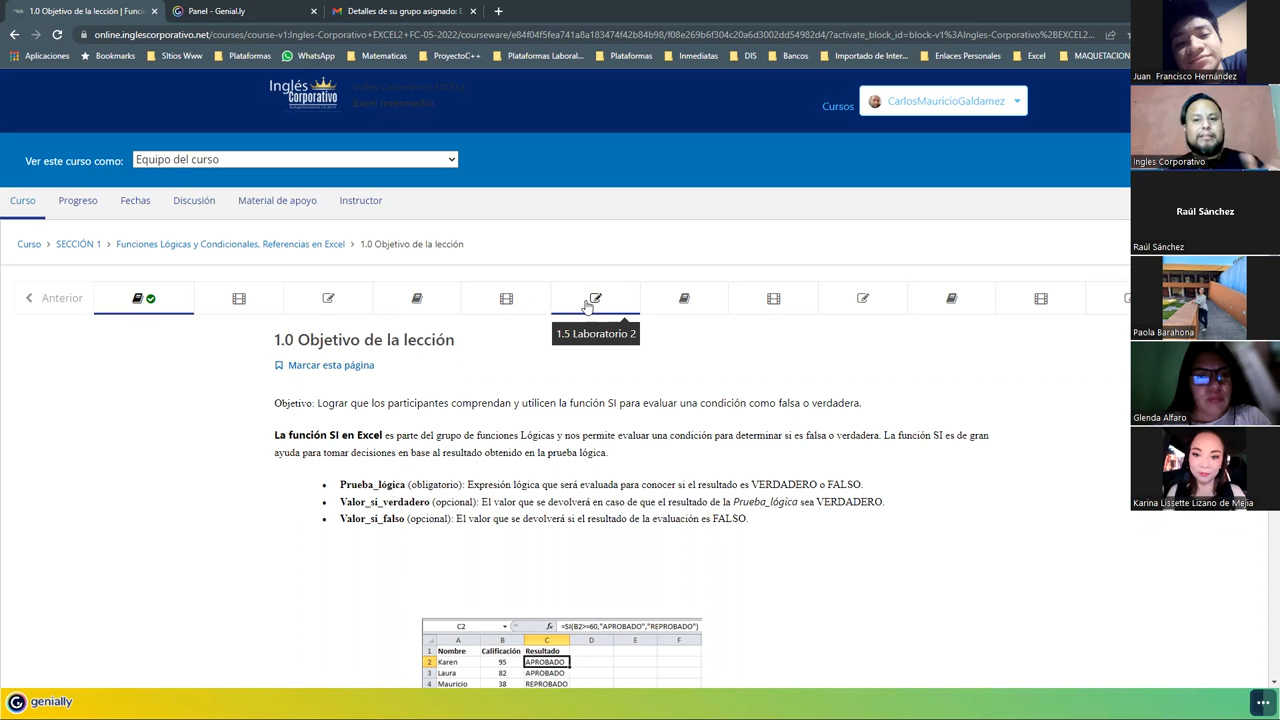 1.0 Objetivo de la lección | Func
Panel - Genial.ly
Detalles de su grupo asignado: E
online.inglescorporativo.net/courses/course-v1:Ingles-Corporativo+EXCEL2+FC-05-2022/courseware/e84f04f5fea741a8a183474f42b84916/f08e269b6f304c20a6d3002dd54982d4/?activate_block_id=block-v1%3AIngles-Corporativo%2BEXCEL2...
Aplicaciones
Bookmarks
Sitios Www
Plataformas
WhatsApp
Matematicas
ProyectoC++
Plataformas Laboral...
Plataformas
Inmediatas
DIS
Bancos
Importado de Inter...
Enlaces Personales
Excel
MAQUETACION
Inglés
Corporativo
Ingles-Corporativo EXCEL2
Excel Intermedio
Cursos
CarlosMauricioGaldamez
Ver este curso como:
Equipo del curso
Curso
Progreso
Fechas
Discusión
Material de apoyo
Instructor
Curso > SECCIÓN 1 > Funciones Lógicas y Condicionales, Referencias en Excel > 1.0 Objetivo de la lección
Anterior
1.5 Laboratorio 2
1.0 Objetivo de la lección
Marcar esta página
Objetivo: Lograr que los participantes comprendan y utilicen la función SI para evaluar una condición como falsa o verdadera.
La función SI en Excel es parte del grupo de funciones Lógicas y nos permite evaluar una condición para determinar si es falsa o verdadera. La función SI es de gran
ayuda para tomar decisiones en base al resultado obtenido en la prueba lógica.
• Prueba_lógica (obligatorio): Expresión lógica que será evaluada para conocer si el resultado es VERDADERO o FALSO.
• Valor_si_verdadero (opcional): El valor que se devolverá en caso de que el resultado de la Prueba_lógica sea VERDADERO.
• Valor_si_falso (opcional): El valor que se devolverá si el resultado de la evaluación es FALSO.
C2 fx =SI(B2>=60,"APROBADO","REPROBADO")
A B C D E F
1 Nombre Calificación Resultado
2 Karen 95 APROBADO
3 Laura 82 APROBADO
4 Mauricio 38 REPROBADO
genially
Juan Francisco Hernández
Ingles Corporativo
Raúl Sánchez
Raúl Sánchez
Paola Barahona
Glenda Alfaro
Karina Lissette Lizano de Mejia